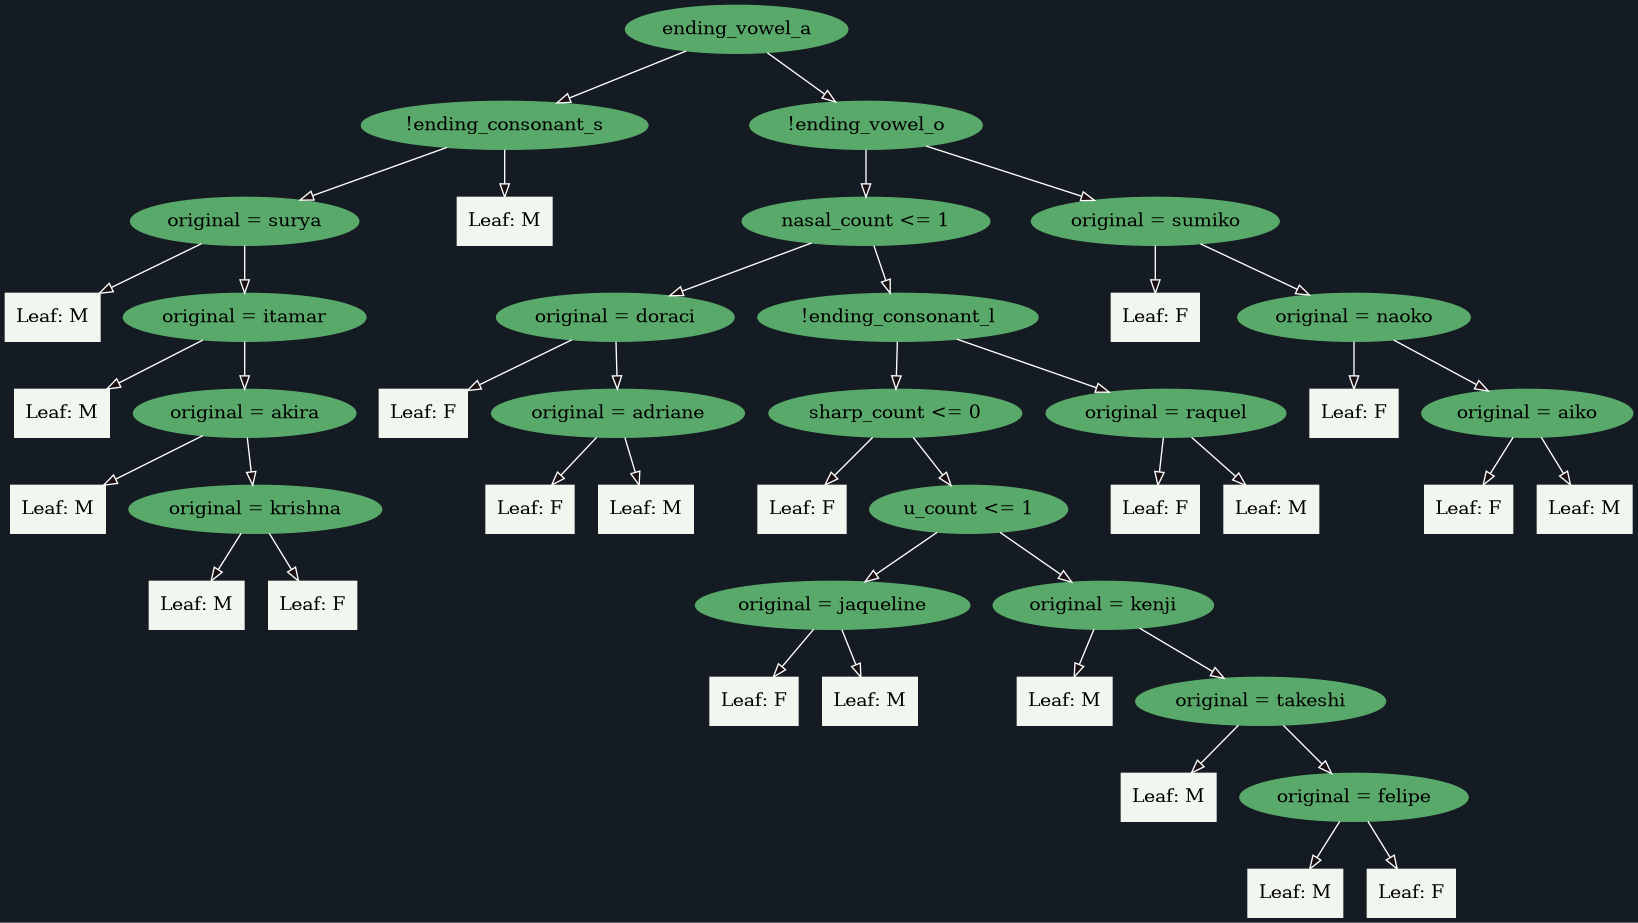 ending_vowel_a
!ending_consonant_s
!ending_vowel_o
original = surya
Leaf: M
nasal_count <= 1
original = sumiko
Leaf: M
original = itamar
original = doraci
!ending_consonant_l
Leaf: F
original = naoko
Leaf: M
original = akira
Leaf: F
original = adriane
sharp_count <= 0
original = raquel
Leaf: F
original = aiko
Leaf: M
original = krishna
Leaf: F
Leaf: M
Leaf: F
u_count <= 1
Leaf: F
Leaf: M
Leaf: F
Leaf: M
Leaf: M
Leaf: F
original = jaqueline
original = kenji
Leaf: F
Leaf: M
Leaf: M
original = takeshi
Leaf: M
original = felipe
Leaf: M
Leaf: F